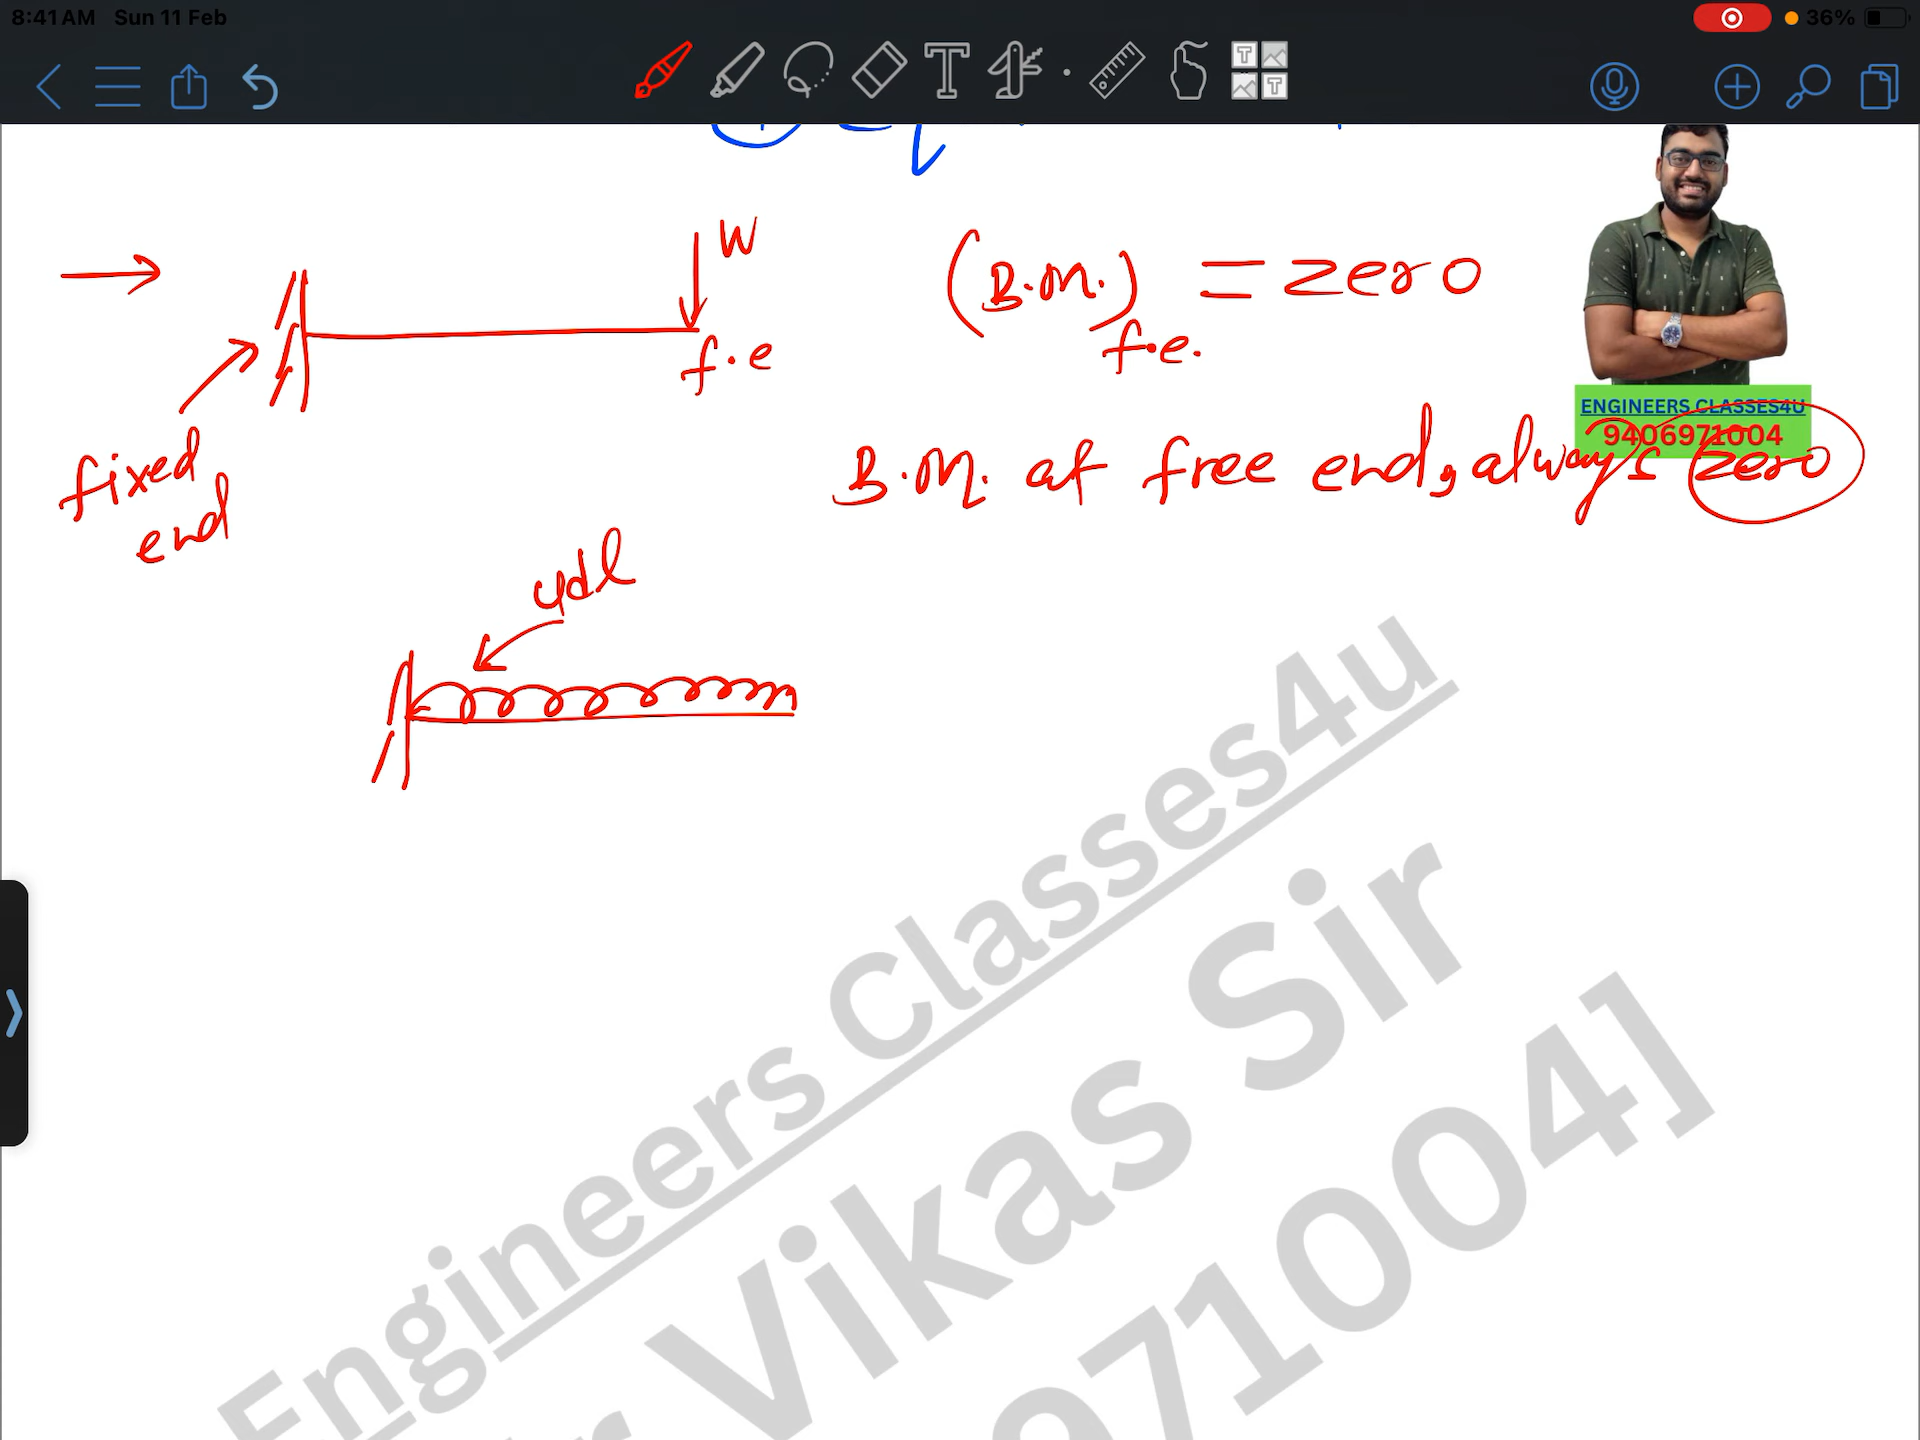 8:41 AM Sun 11 Feb
36%
W
(B.M.) = zero
f.e
f.e.
ENGINEERS CLASSES4U
9406971004
fixed
end
B.M. at free end, always zero
udl
Engineers Classes4u
Vikas Sir
971004]